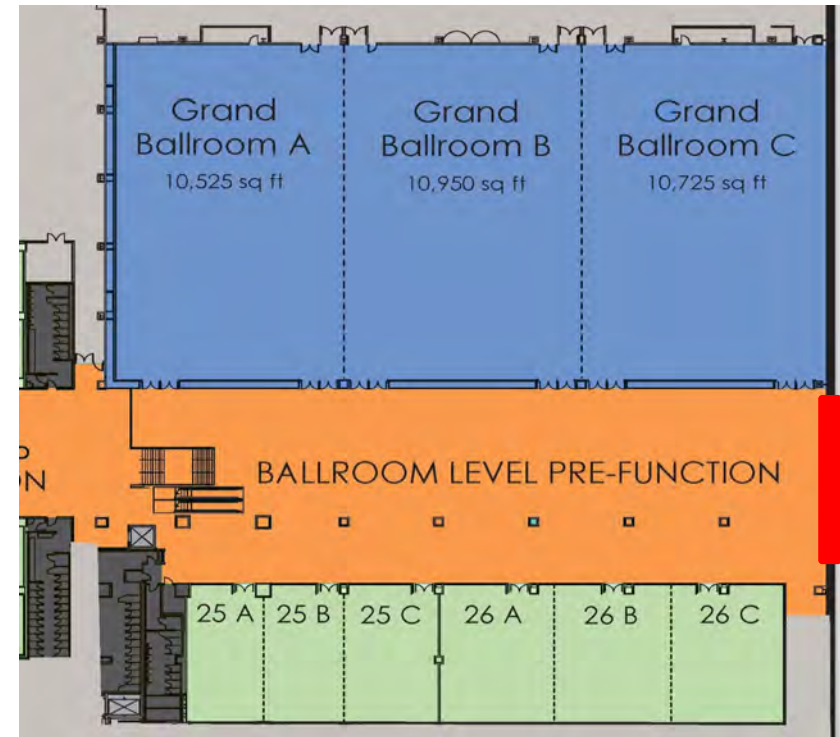 Grand
Ballroom A
10,525 sq ft
Grand
Ballroom B
10,950 sq ft
Grand
Ballroom C
10,725 sq ft
BALLROOM LEVEL PRE-FUNCTION
25 A
25 B
25 C
26 A
26 B
26 C